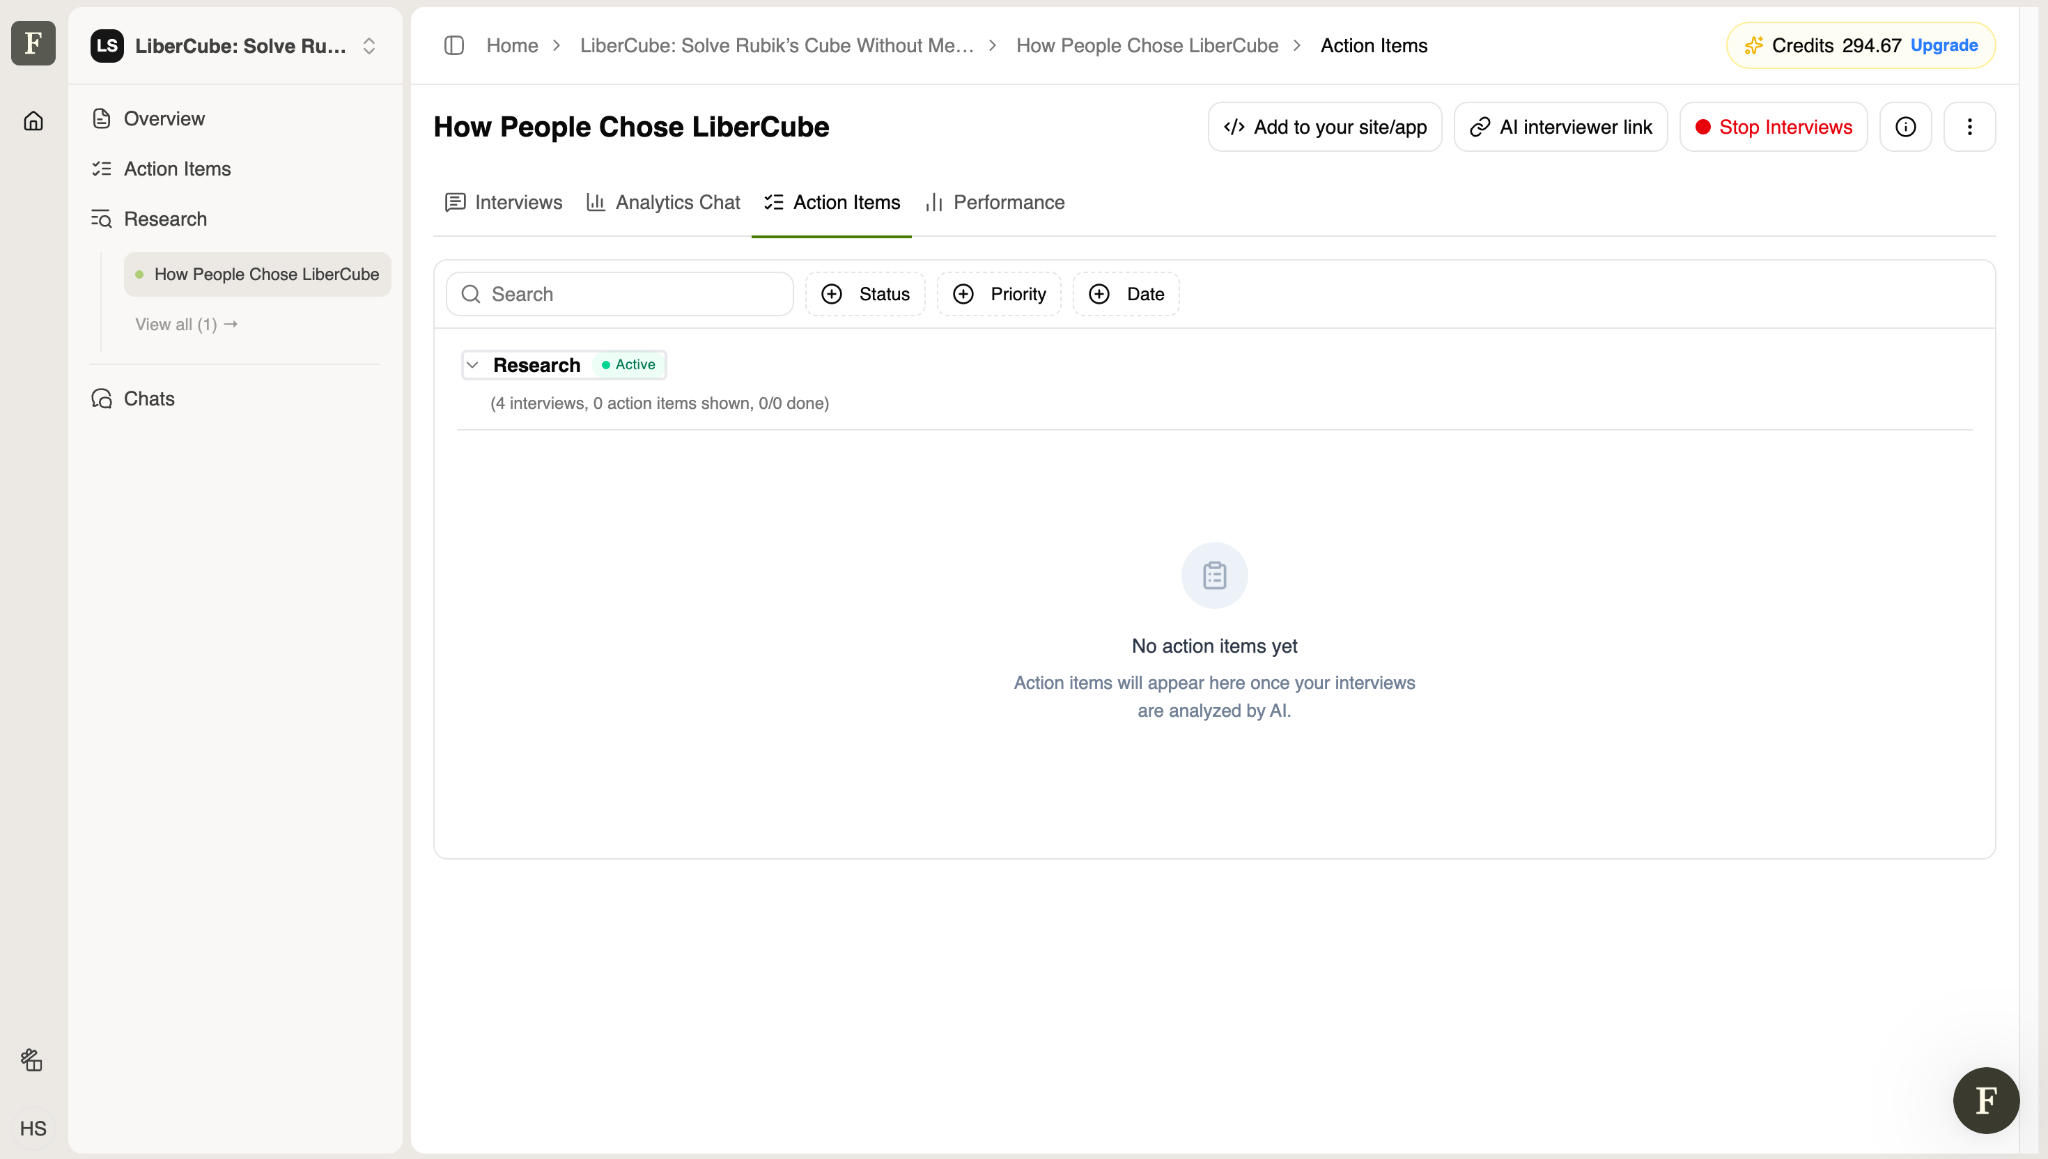 F
LS LiberCube: Solve Ru...
Home > LiberCube: Solve Rubik’s Cube Without Me... > How People Chose LiberCube > Action Items
Credits 294.67 Upgrade
Overview
Action Items
Research
How People Chose LiberCube
View all (1) →
Chats
HS
How People Chose LiberCube
</> Add to your site/app
AI interviewer link
Stop Interviews
Interviews
Analytics Chat
Action Items
Performance
Search
Status
Priority
Date
Research Active
(4 interviews, 0 action items shown, 0/0 done)
No action items yet
Action items will appear here once your interviews
are analyzed by AI.
F